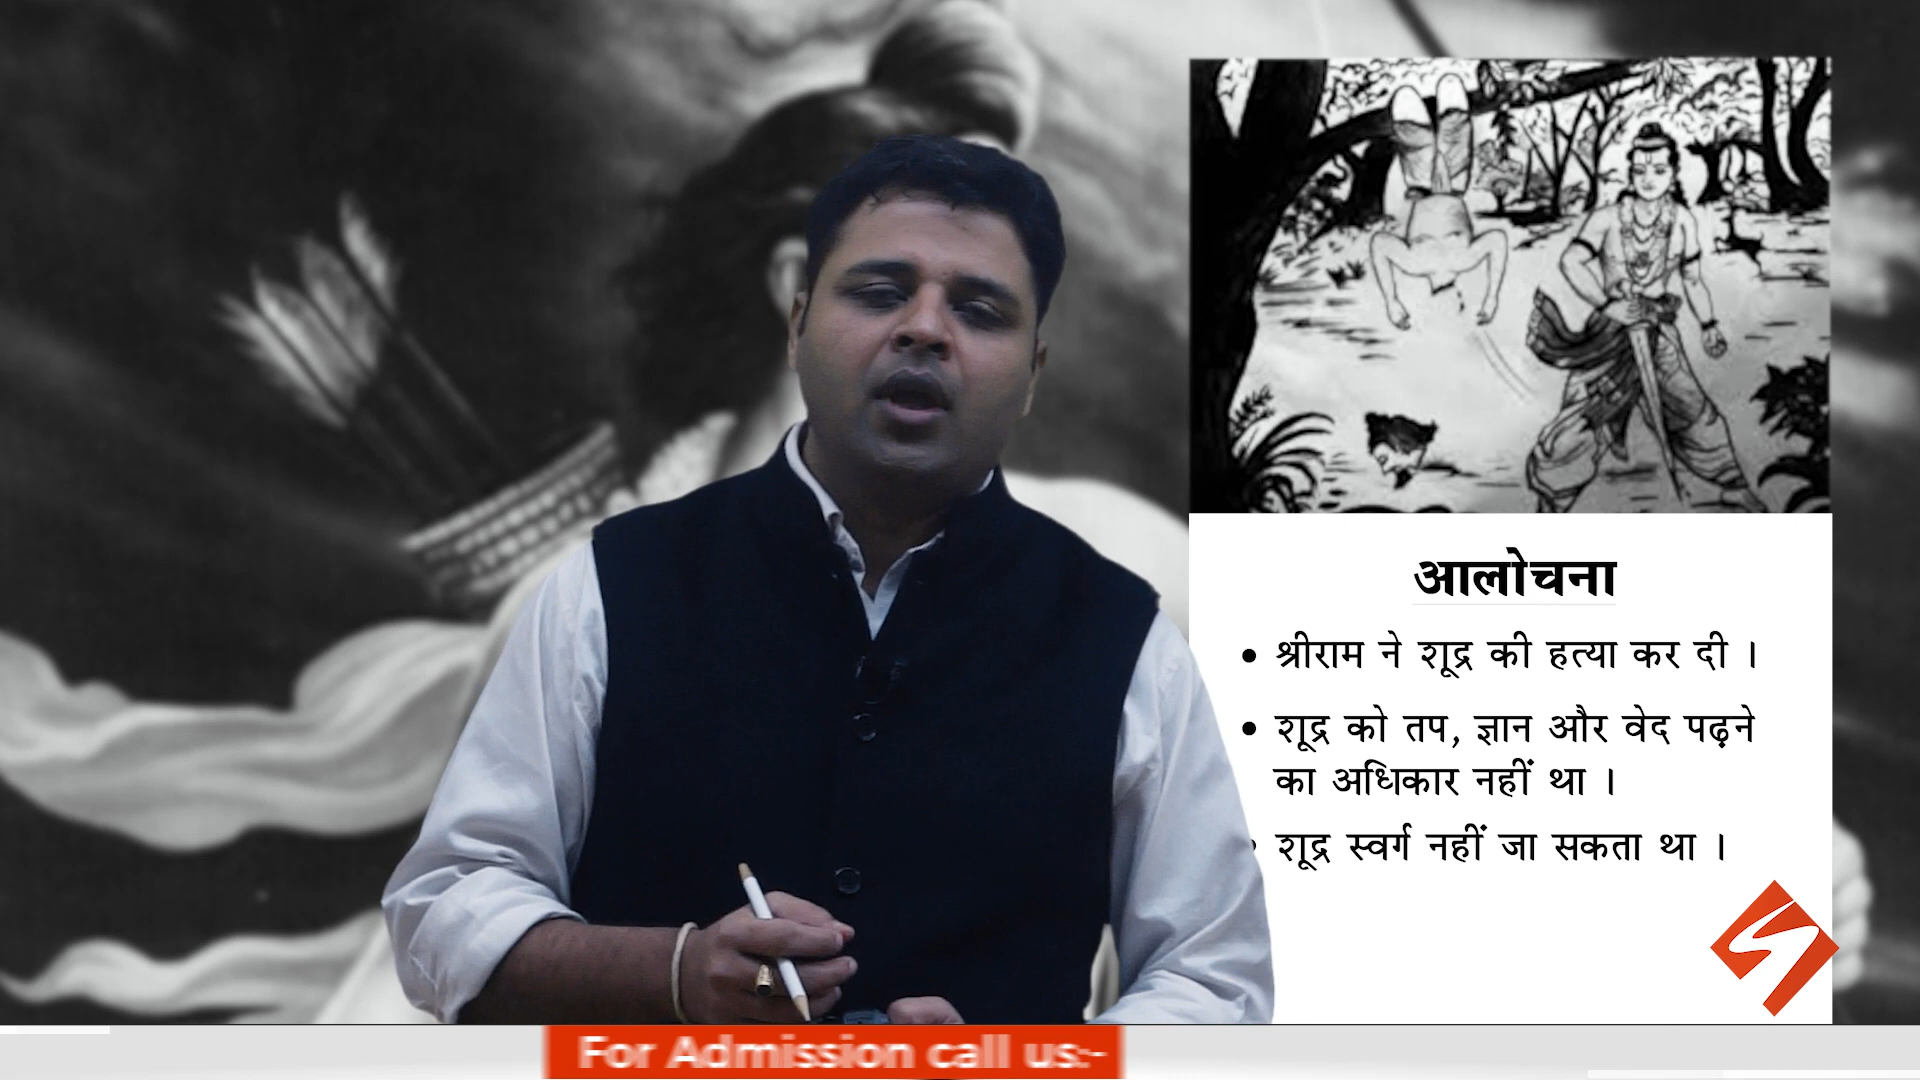 आलोचना
• श्रीराम ने शूद्र की हत्या कर दी ।
• शूद्र को तप, ज्ञान और वेद पढ़ने
का अधिकार नहीं था ।
• शूद्र स्वर्ग नहीं जा सकता था ।
For Admission call us:-